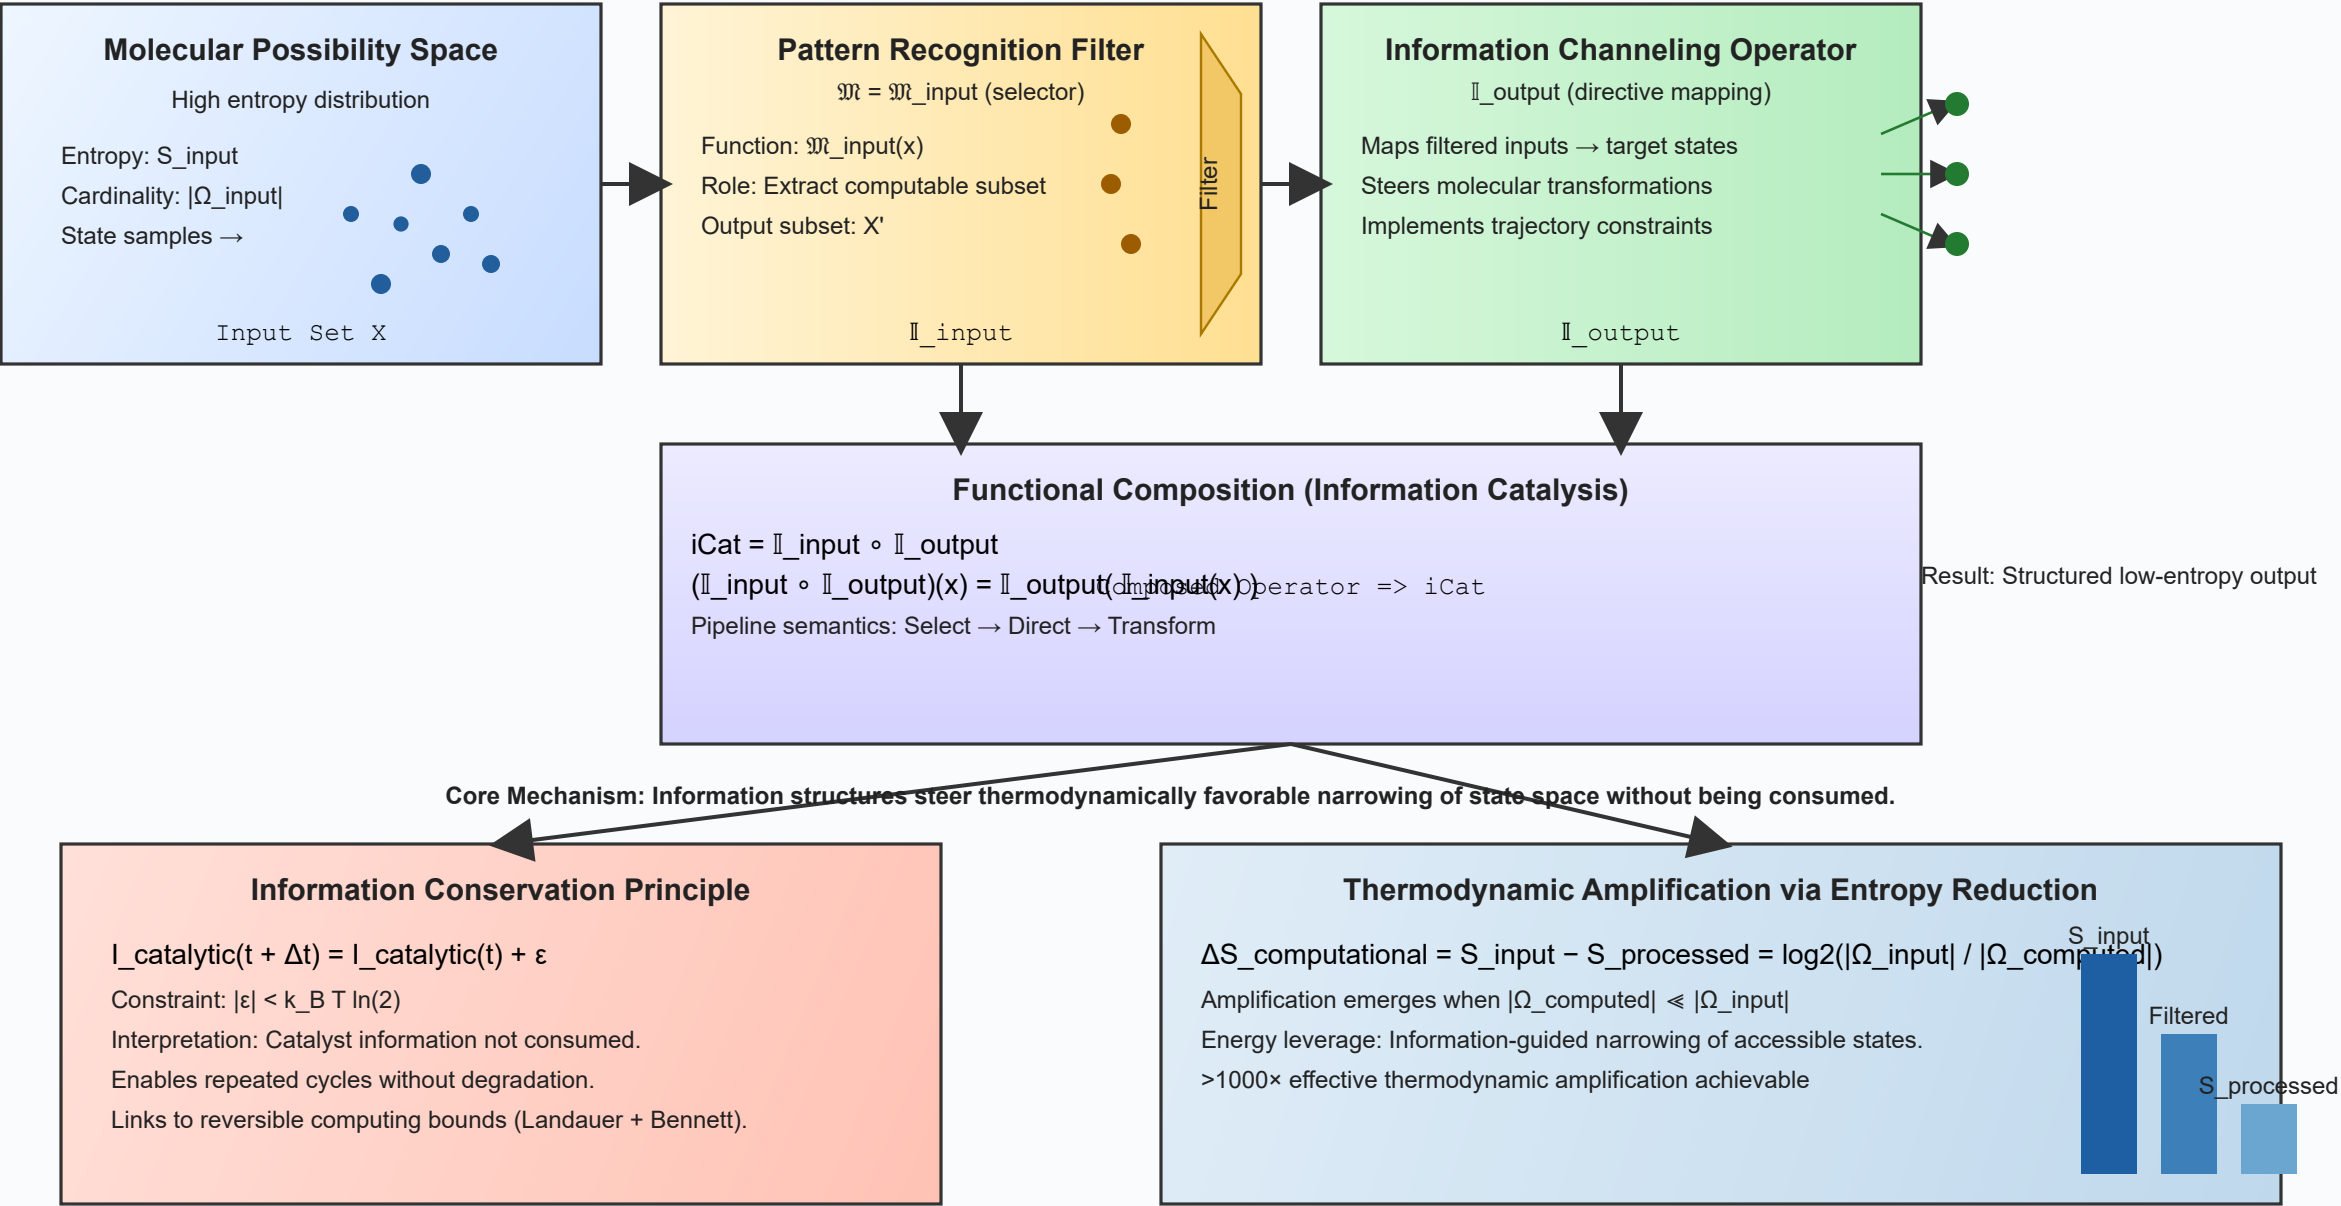 Molecular Possibility Space
High entropy distribution
Entropy: S_input
Cardinality: |Ω_input|
State samples →
Input Set X
Pattern Recognition Filter
𝔐 = 𝔐_input (selector)
Function: 𝔐_input(x)
Role: Extract computable subset
Output subset: X'
Filter
𝕀_input
Information Channeling Operator
𝕀_output (directive mapping)
Maps filtered inputs → target states
Steers molecular transformations
Implements trajectory constraints
𝕀_output
Functional Composition (Information Catalysis)
iCat = 𝕀_input ∘ 𝕀_output
(𝕀_input ∘ 𝕀_output)(x) = 𝕀_output( 𝕀_input(x) )
Composed Operator => iCat
Pipeline semantics: Select → Direct → Transform
Result: Structured low-entropy output
Core Mechanism: Information structures steer thermodynamically favorable narrowing of state space without being consumed.
Information Conservation Principle
I_catalytic(t + Δt) = I_catalytic(t) + ε
Constraint: |ε| < k_B T ln(2)
Interpretation: Catalyst information not consumed.
Enables repeated cycles without degradation.
Links to reversible computing bounds (Landauer + Bennett).
Thermodynamic Amplification via Entropy Reduction
ΔS_computational = S_input − S_processed = log2(|Ω_input| / |Ω_computed|)
Amplification emerges when |Ω_computed| ≪ |Ω_input|
Energy leverage: Information-guided narrowing of accessible states.
>1000× effective thermodynamic amplification achievable
S_input
Filtered
S_processed